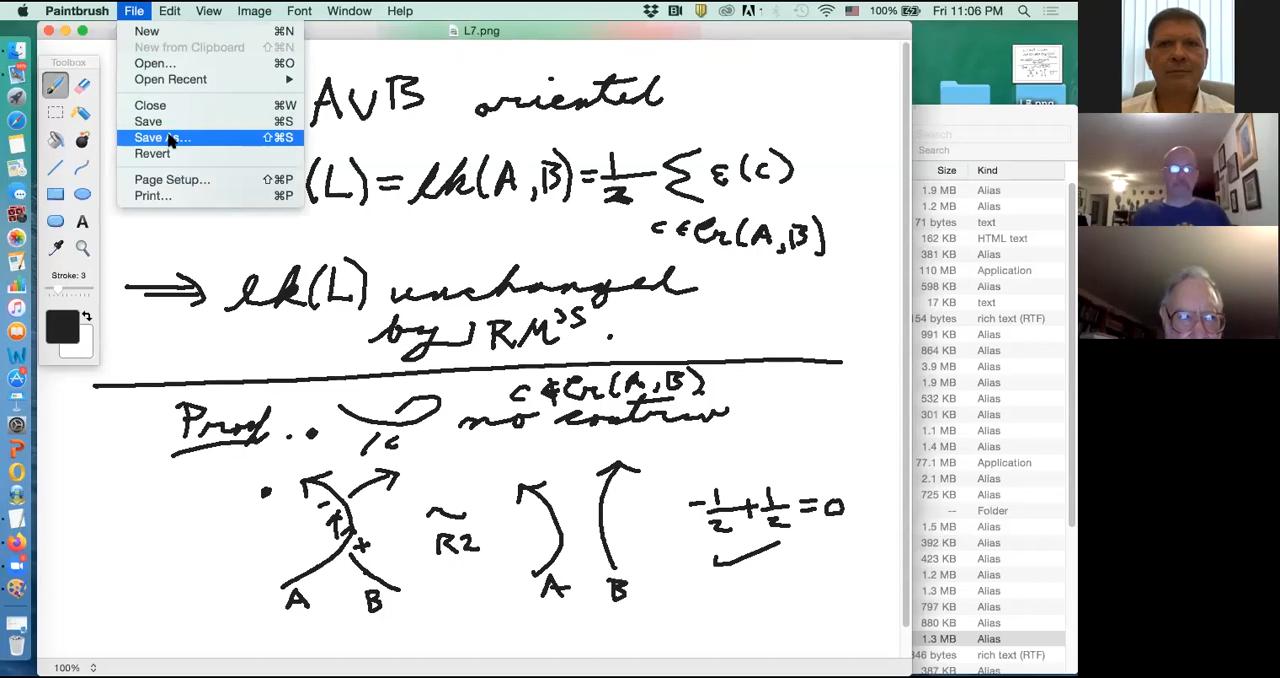 Paintbrush File Edit View Image Font Window Help 100% Fri 11:06 PM
L7.png
New ⌘N
New from Clipboard ⇧⌘N
Open... ⌘O
Open Recent
Close ⌘W
Save ⌘S
Save As... ⇧⌘S
Revert
Page Setup... ⇧⌘P
Print... ⌘P
Toolbox
A
Stroke: 3
A∪B oriented
(L) = lk(A,B) = 1/2 Σ ε(c)
c ∈ Cr(A,B)
⟹ lk(L) unchanged
by RM'S.
c ∉ Cr(A,B)
Proof. • c no contrib
• - + A B ~ R2 A B -1/2 + 1/2 = 0 ✓
100%
L7.png
Search
Search
Size Kind
1.9 MB Alias
1.2 MB Alias
71 bytes text
162 KB HTML text
381 KB Alias
110 MB Application
598 KB Alias
17 KB text
154 bytes rich text (RTF)
991 KB Alias
864 KB Alias
3.9 MB Alias
1.9 MB Alias
532 KB Alias
301 KB Alias
1.1 MB Alias
1.4 MB Alias
77.1 MB Application
2.1 MB Alias
725 KB Alias
-- Folder
1.5 MB Alias
392 KB Alias
423 KB Alias
1.2 MB Alias
1.3 MB Alias
797 KB Alias
880 KB Alias
1.3 MB Alias
346 bytes rich text (RTF)
387 KB Alias